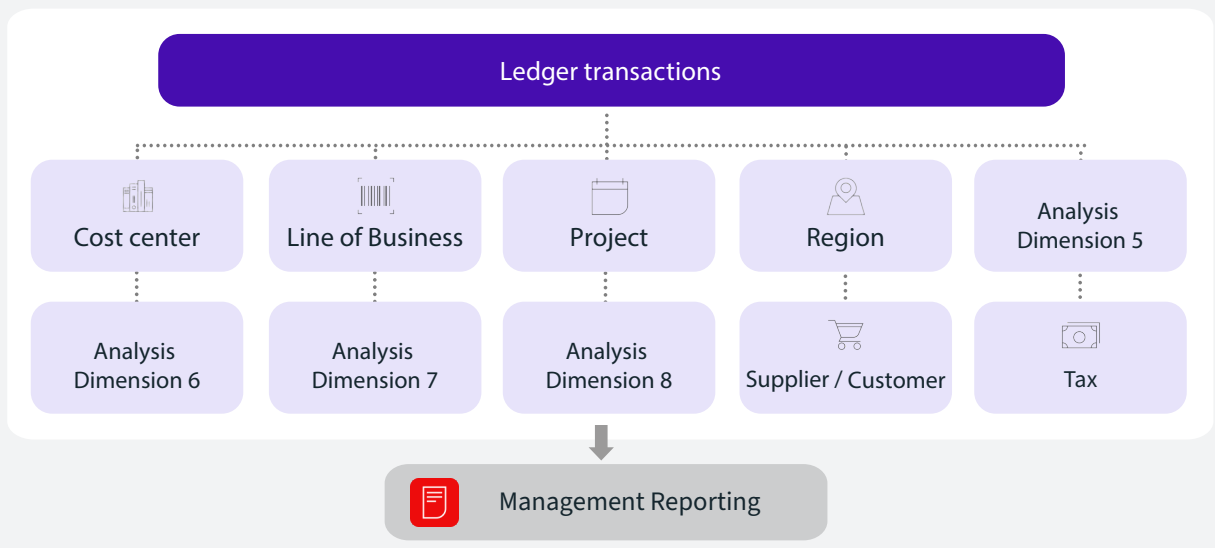 Ledger transactions
Cost center
Line of Business
Project
Region
Analysis
Dimension 5
Analysis
Dimension 6
Analysis
Dimension 7
Analysis
Dimension 8
Supplier / Customer
Tax
Management Reporting